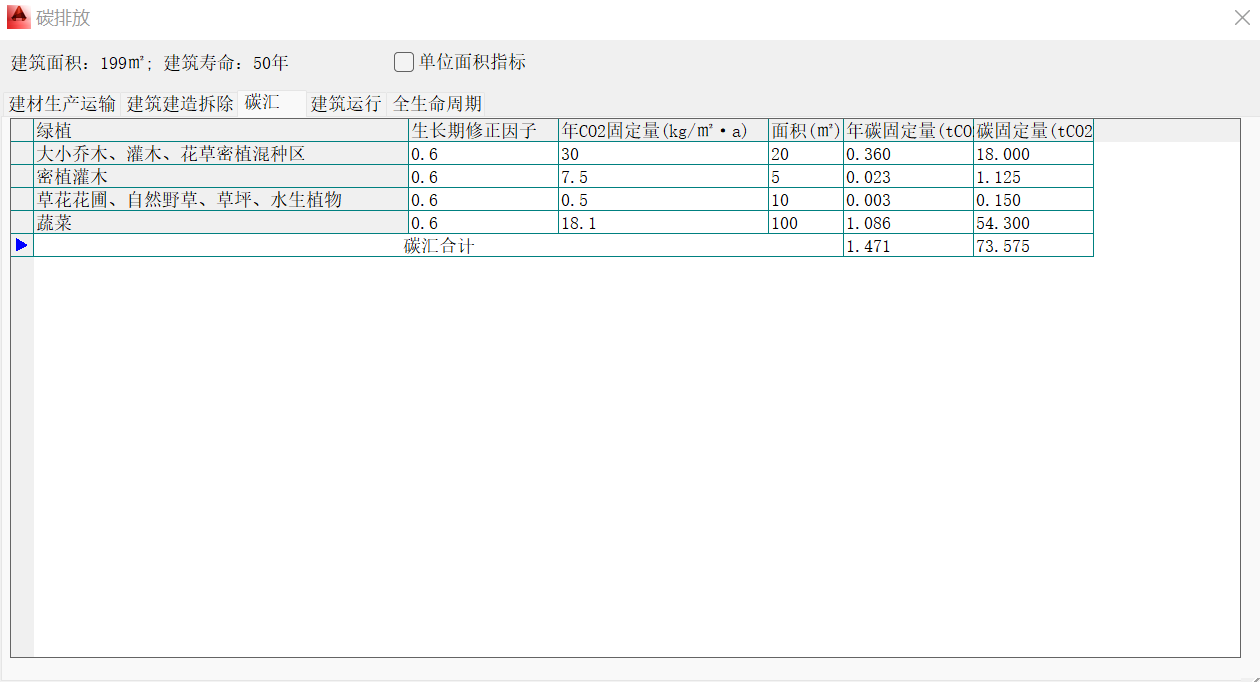 碳排放
建筑面积：199㎡；建筑寿命：50年 单位面积指标
建材生产运输 建筑建造拆除 碳汇 建筑运行 全生命周期
绿植 生长期修正因子 年CO2固定量(kg/㎡·a) 面积(㎡) 年碳固定量(tCO 碳固定量(tCO2
大小乔木、灌木、花草密植混种区 0.6 30 20 0.360 18.000
密植灌木 0.6 7.5 5 0.023 1.125
草花花圃、自然野草、草坪、水生植物 0.6 0.5 10 0.003 0.150
蔬菜 0.6 18.1 100 1.086 54.300
碳汇合计 1.471 73.575